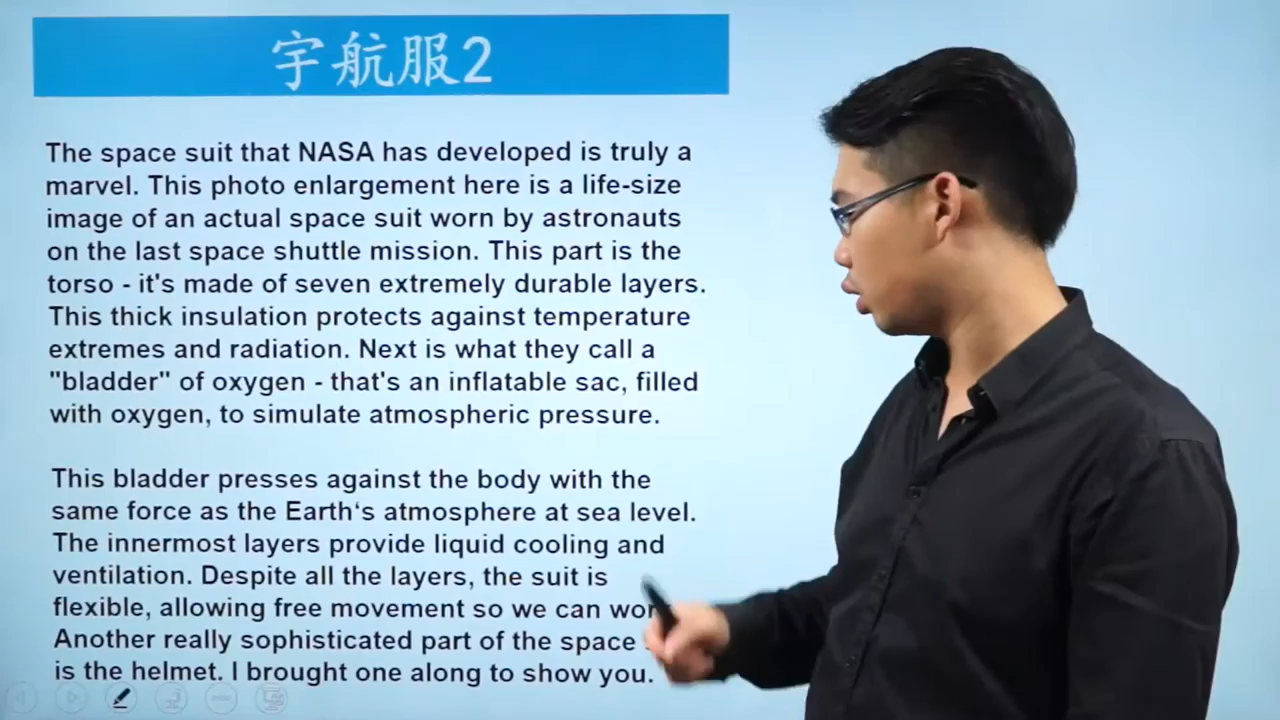 宇航服2
The space suit that NASA has developed is truly a
marvel. This photo enlargement here is a life-size
image of an actual space suit worn by astronauts
on the last space shuttle mission. This part is the
torso - it's made of seven extremely durable layers.
This thick insulation protects against temperature
extremes and radiation. Next is what they call a
"bladder" of oxygen - that's an inflatable sac, filled
with oxygen, to simulate atmospheric pressure.
This bladder presses against the body with the
same force as the Earth‘s atmosphere at sea level.
The innermost layers provide liquid cooling and
ventilation. Despite all the layers, the suit is
flexible, allowing free movement so we can
Another really sophisticated part of the space
is the helmet. I brought one along to show you.